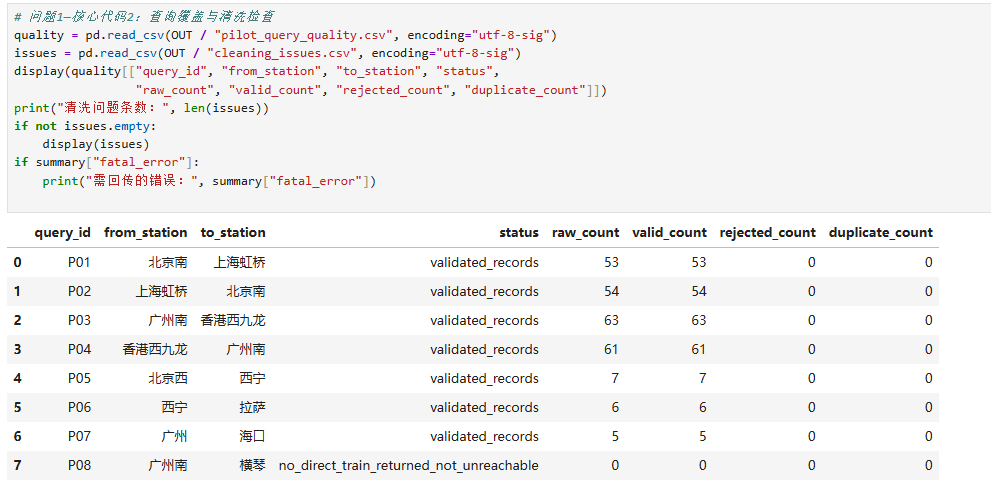 # 问题1—核心代码2：查询覆盖与清洗检查
quality = pd.read_csv(OUT / "pilot_query_quality.csv", encoding="utf-8-sig")
issues = pd.read_csv(OUT / "cleaning_issues.csv", encoding="utf-8-sig")
display(quality[["query_id", "from_station", "to_station", "status",
"raw_count", "valid_count", "rejected_count", "duplicate_count"]])
print("清洗问题条数：", len(issues))
if not issues.empty:
display(issues)
if summary["fatal_error"]:
print("需回传的错误：", summary["fatal_error"])
query_id from_station to_station status raw_count valid_count rejected_count duplicate_count
0 P01 北京南 上海虹桥 validated_records 53 53 0 0
1 P02 上海虹桥 北京南 validated_records 54 54 0 0
2 P03 广州南 香港西九龙 validated_records 63 63 0 0
3 P04 香港西九龙 广州南 validated_records 61 61 0 0
4 P05 北京西 西宁 validated_records 7 7 0 0
5 P06 西宁 拉萨 validated_records 6 6 0 0
6 P07 广州 海口 validated_records 5 5 0 0
7 P08 广州南 横琴 no_direct_train_returned_not_unreachable 0 0 0 0